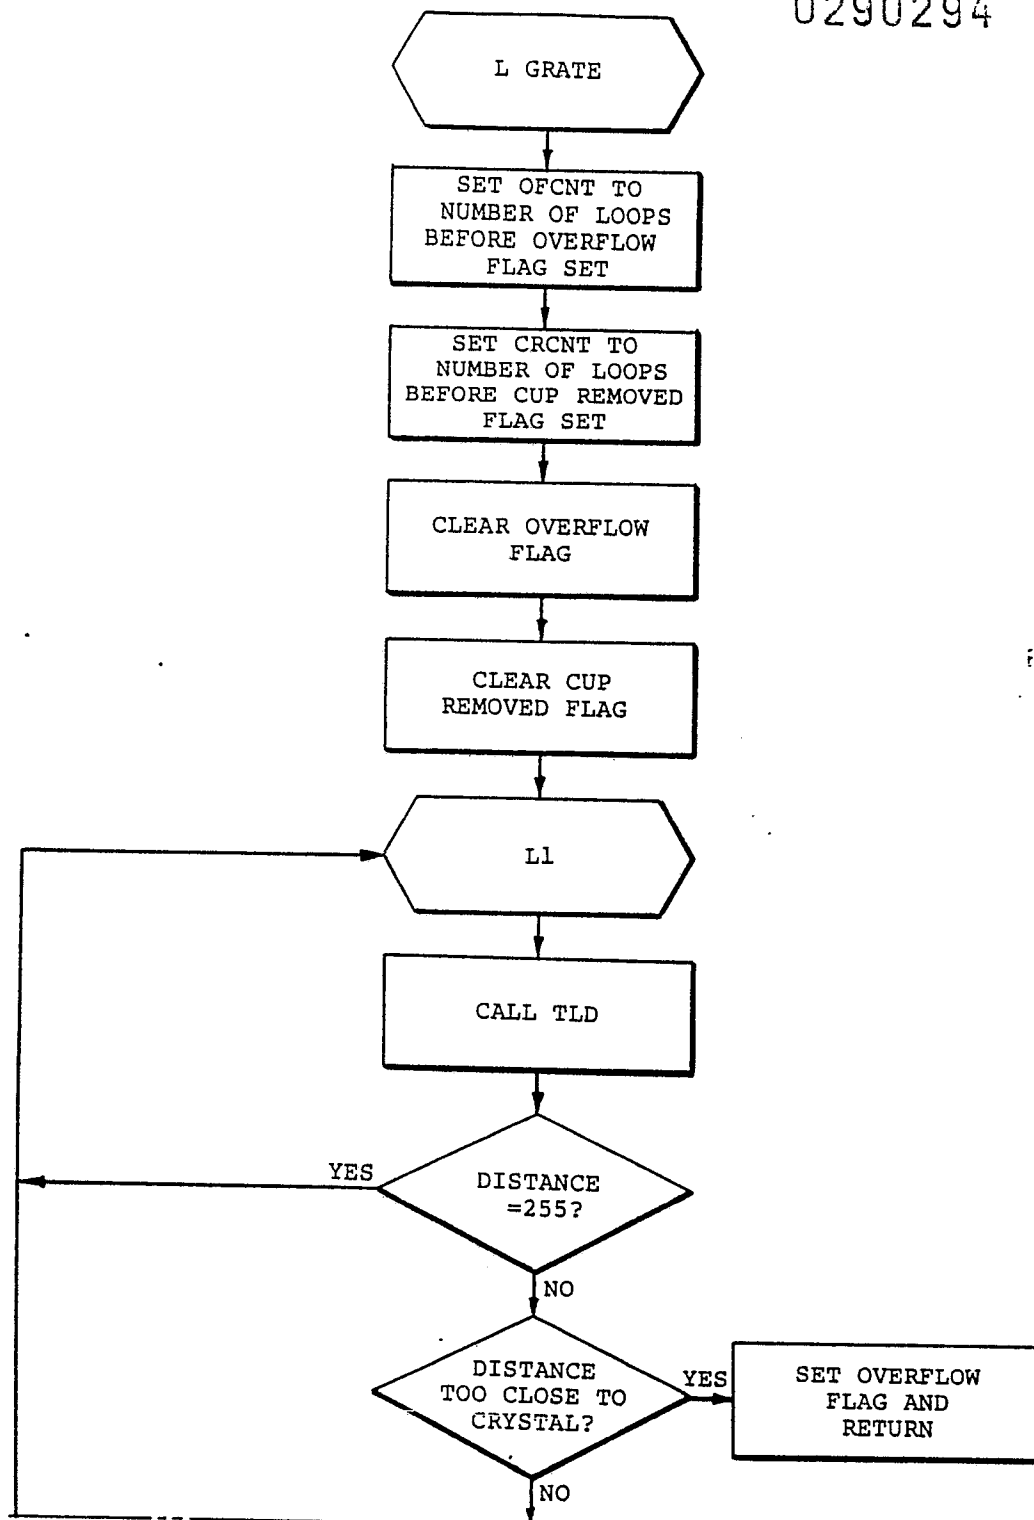 0290294
L GRATE
SET OFCNT TO
NUMBER OF LOOPS
BEFORE OVERFLOW
FLAG SET
SET CRCNT TO
NUMBER OF LOOPS
BEFORE CUP REMOVED
FLAG SET
CLEAR OVERFLOW
FLAG
CLEAR CUP
REMOVED FLAG
L1
CALL TLD
YES
DISTANCE
=255?
NO
DISTANCE
TOO CLOSE TO
CRYSTAL?
YES
SET OVERFLOW
FLAG AND
RETURN
NO